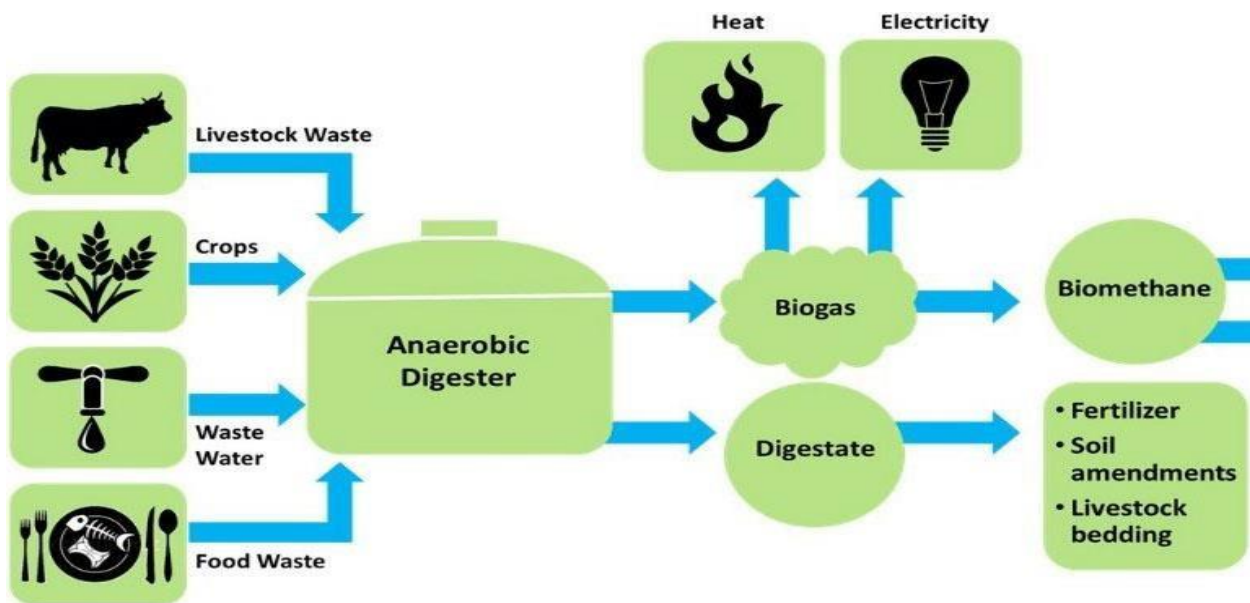 Heat
Electricity
Livestock Waste
Crops
Waste
Water
Food Waste
Anaerobic
Digester
Biogas
Digestate
Biomethane
• Fertilizer
• Soil
amendments
• Livestock
bedding